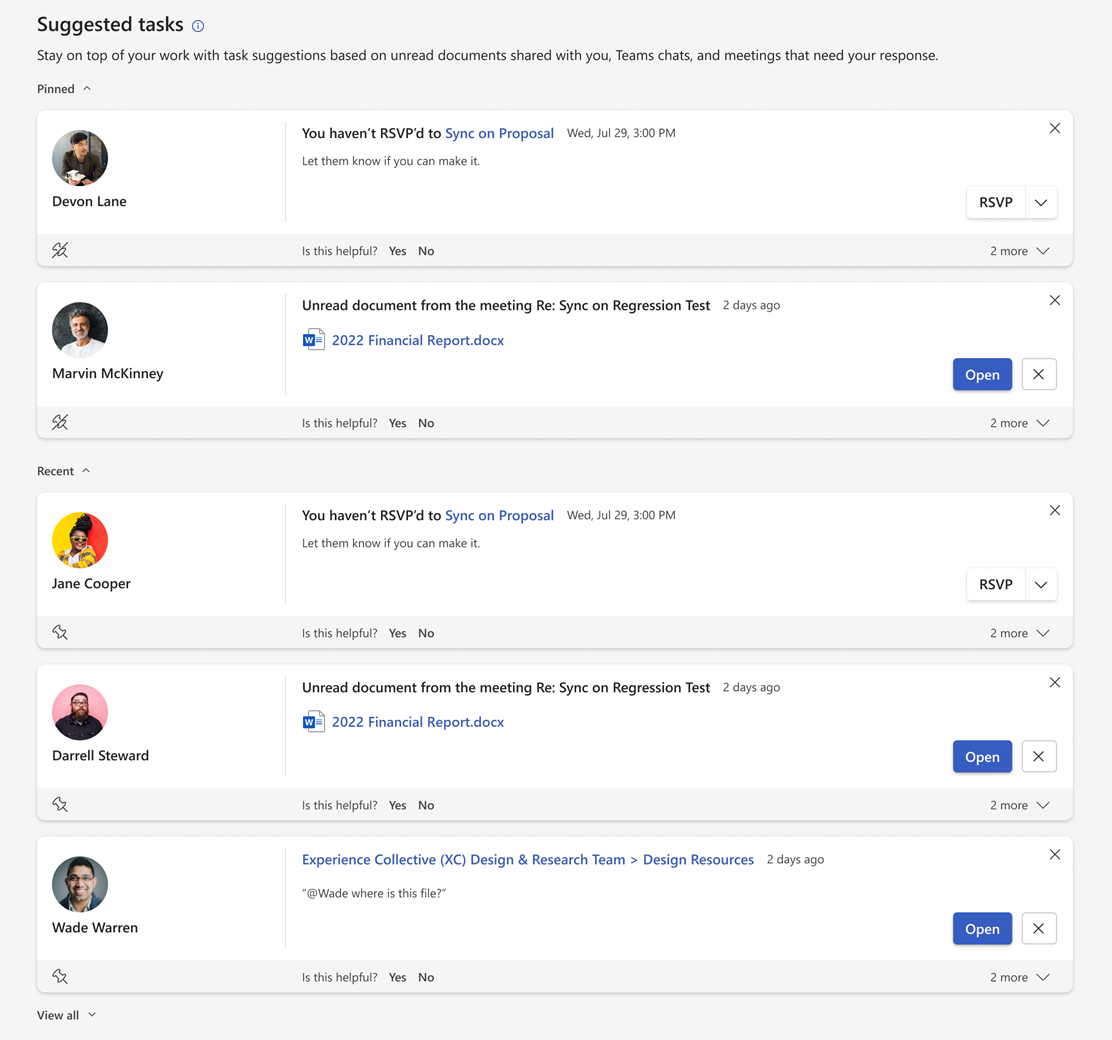 Suggested tasks
Stay on top of your work with task suggestions based on unread documents shared with you, Teams chats, and meetings that need your response.
Pinned
You haven’t RSVP’d to Sync on Proposal Wed, Jul 29, 3:00 PM
Let them know if you can make it.
Devon Lane
RSVP
Is this helpful? Yes No 2 more
Unread document from the meeting Re: Sync on Regression Test 2 days ago
W 2022 Financial Report.docx
Marvin McKinney
Open
Is this helpful? Yes No 2 more
Recent
You haven’t RSVP’d to Sync on Proposal Wed, Jul 29, 3:00 PM
Let them know if you can make it.
Jane Cooper
RSVP
Is this helpful? Yes No 2 more
Unread document from the meeting Re: Sync on Regression Test 2 days ago
W 2022 Financial Report.docx
Darrell Steward
Open
Is this helpful? Yes No 2 more
Experience Collective (XC) Design & Research Team > Design Resources 2 days ago
“@Wade where is this file?”
Wade Warren
Open
Is this helpful? Yes No 2 more
View all